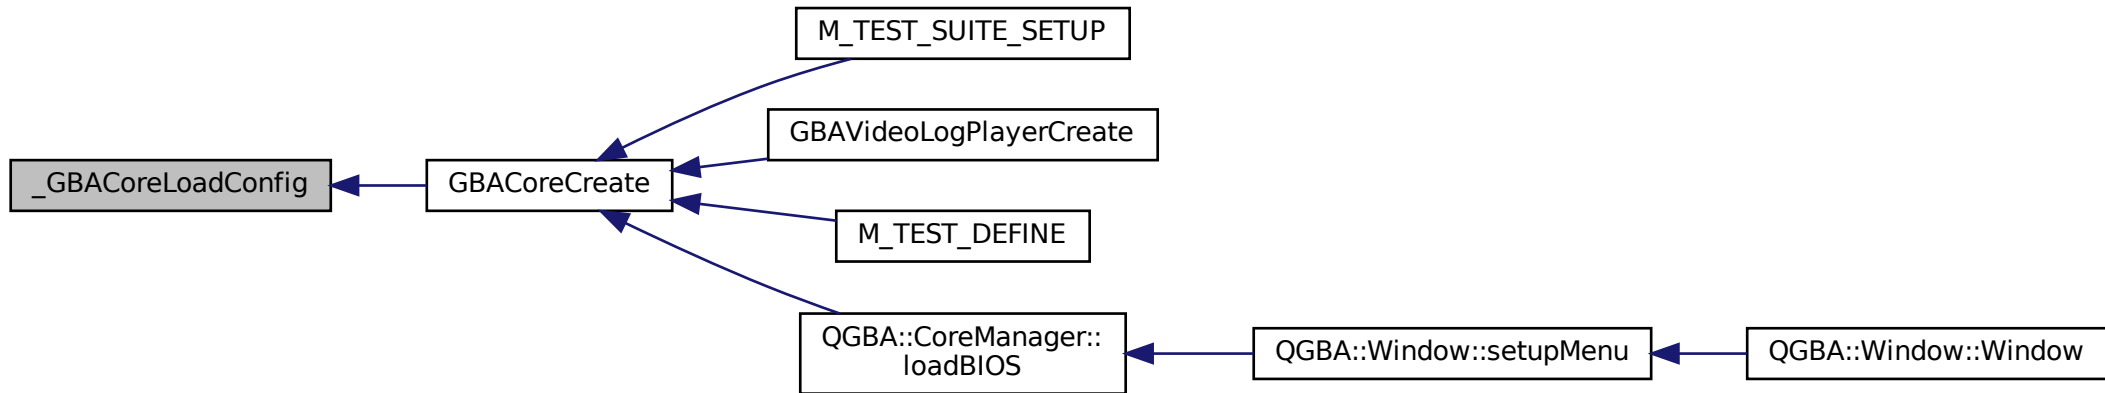 M_TEST_SUITE_SETUP
GBAVideoLogPlayerCreate
_GBACoreLoadConfig
GBACoreCreate
M_TEST_DEFINE
QGBA::CoreManager::
loadBIOS
QGBA::Window::setupMenu
QGBA::Window::Window